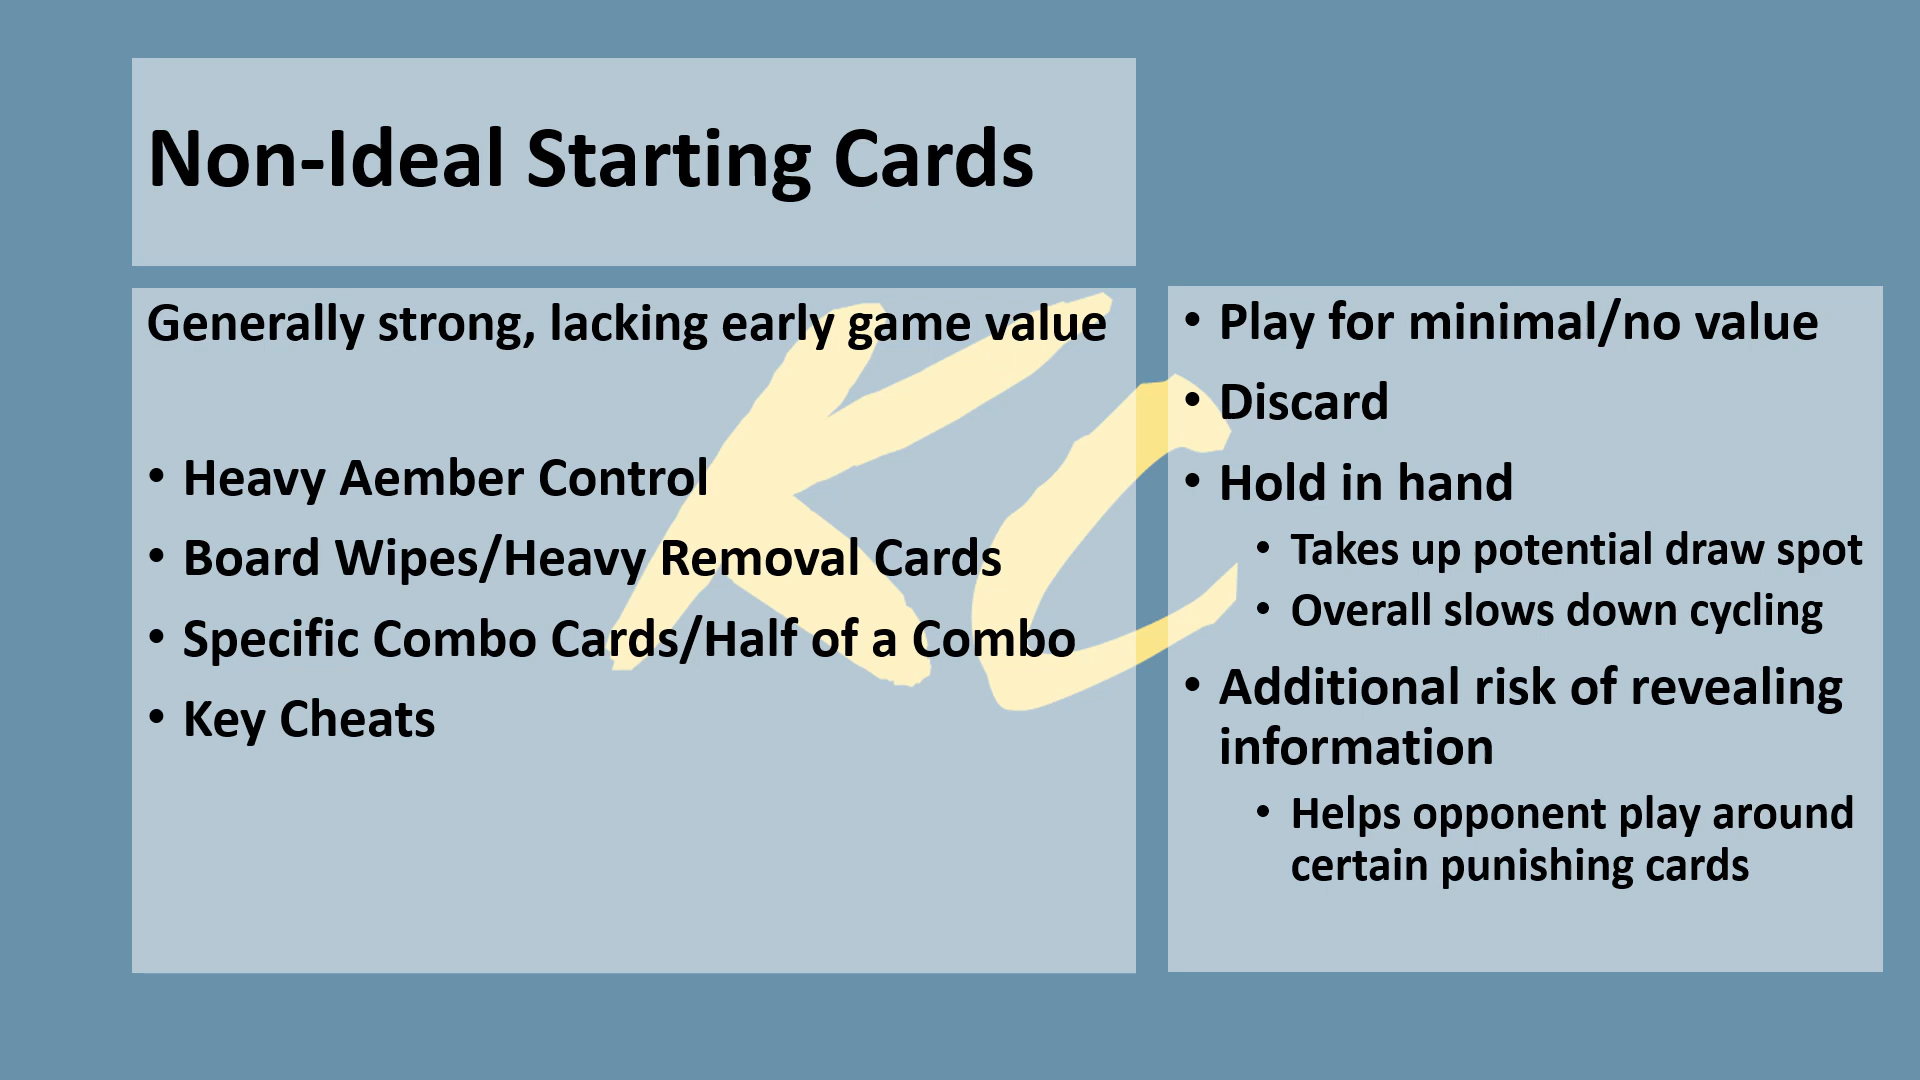 Non-Ideal Starting Cards
Generally strong, lacking early game value
• Heavy Aember Control
• Board Wipes/Heavy Removal Cards
• Specific Combo Cards/Half of a Combo
• Key Cheats
• Play for minimal/no value
• Discard
• Hold in hand
• Takes up potential draw spot
• Overall slows down cycling
• Additional risk of revealing
information
• Helps opponent play around
certain punishing cards
KC